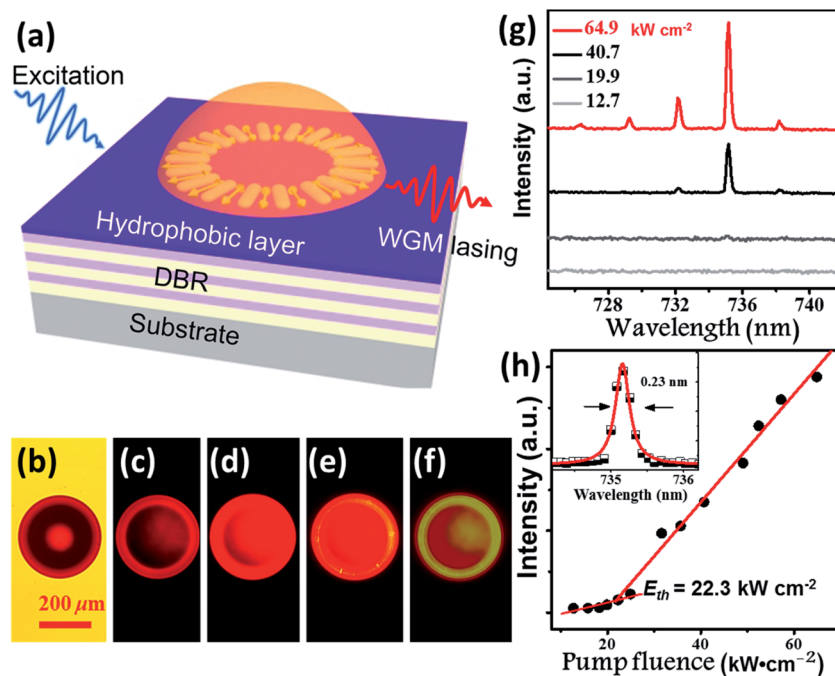 (a)
Excitation
Hydrophobic layer
WGM lasing
DBR
Substrate
(b)
200 μm
(c)
(d)
(e)
(f)
(g)
64.9 kW cm-2
40.7
19.9
12.7
Intensity (a.u.)
728 732 736 740
Wavelength (nm)
(h)
0.23 nm
735 736
Wavelength (nm)
Intensity (a.u.)
Eth = 22.3 kW cm-2
20 40 60
Pump fluence (kW•cm−2)